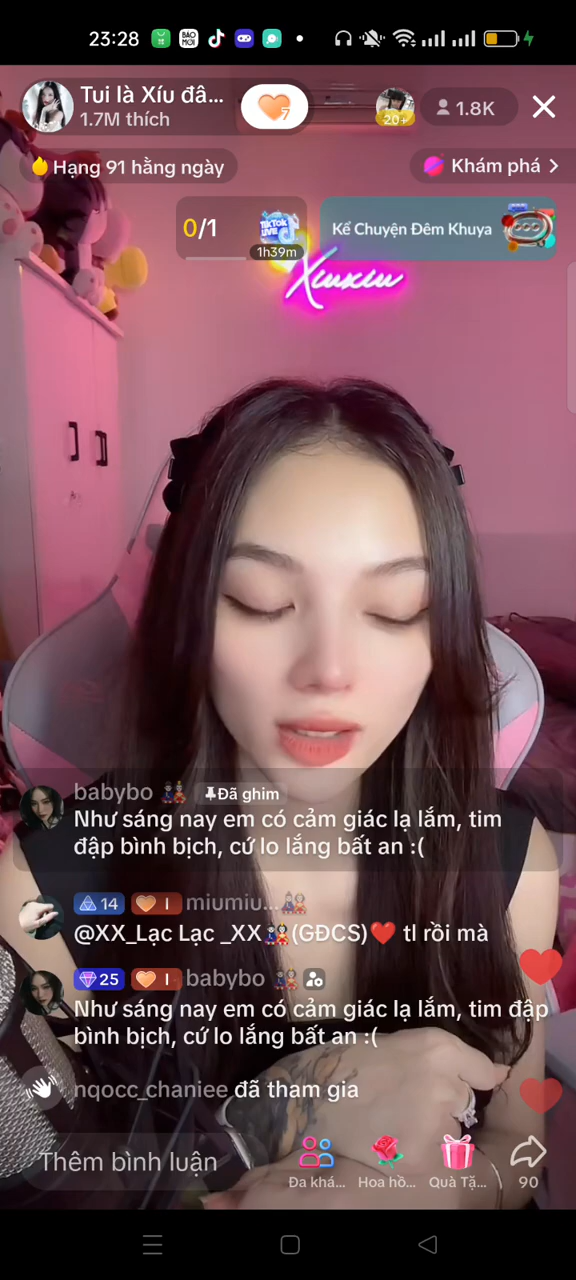 23:28
BÁO MỚI
Tui là Xíu đâ...
1.7M thích
7
20+
1.8K
Hạng 91 hằng ngày
Khám phá
0/1
TIKTOK LIVE
1h39m
Kể Chuyện Đêm Khuya
Xiuxiu
babybo Đã ghim
Như sáng nay em có cảm giác lạ lắm, tim
đập bình bịch, cứ lo lắng bất an :(
14 I miumiu...
@XX_Lạc Lạc _XX(GĐCS) tl rồi mà
25 I babybo
Như sáng nay em có cảm giác lạ lắm, tim đập
bình bịch, cứ lo lắng bất an :(
nqocc_chaniee đã tham gia
Thêm bình luận
Đa khá...
Hoa hồ...
Quà Tặ...
90